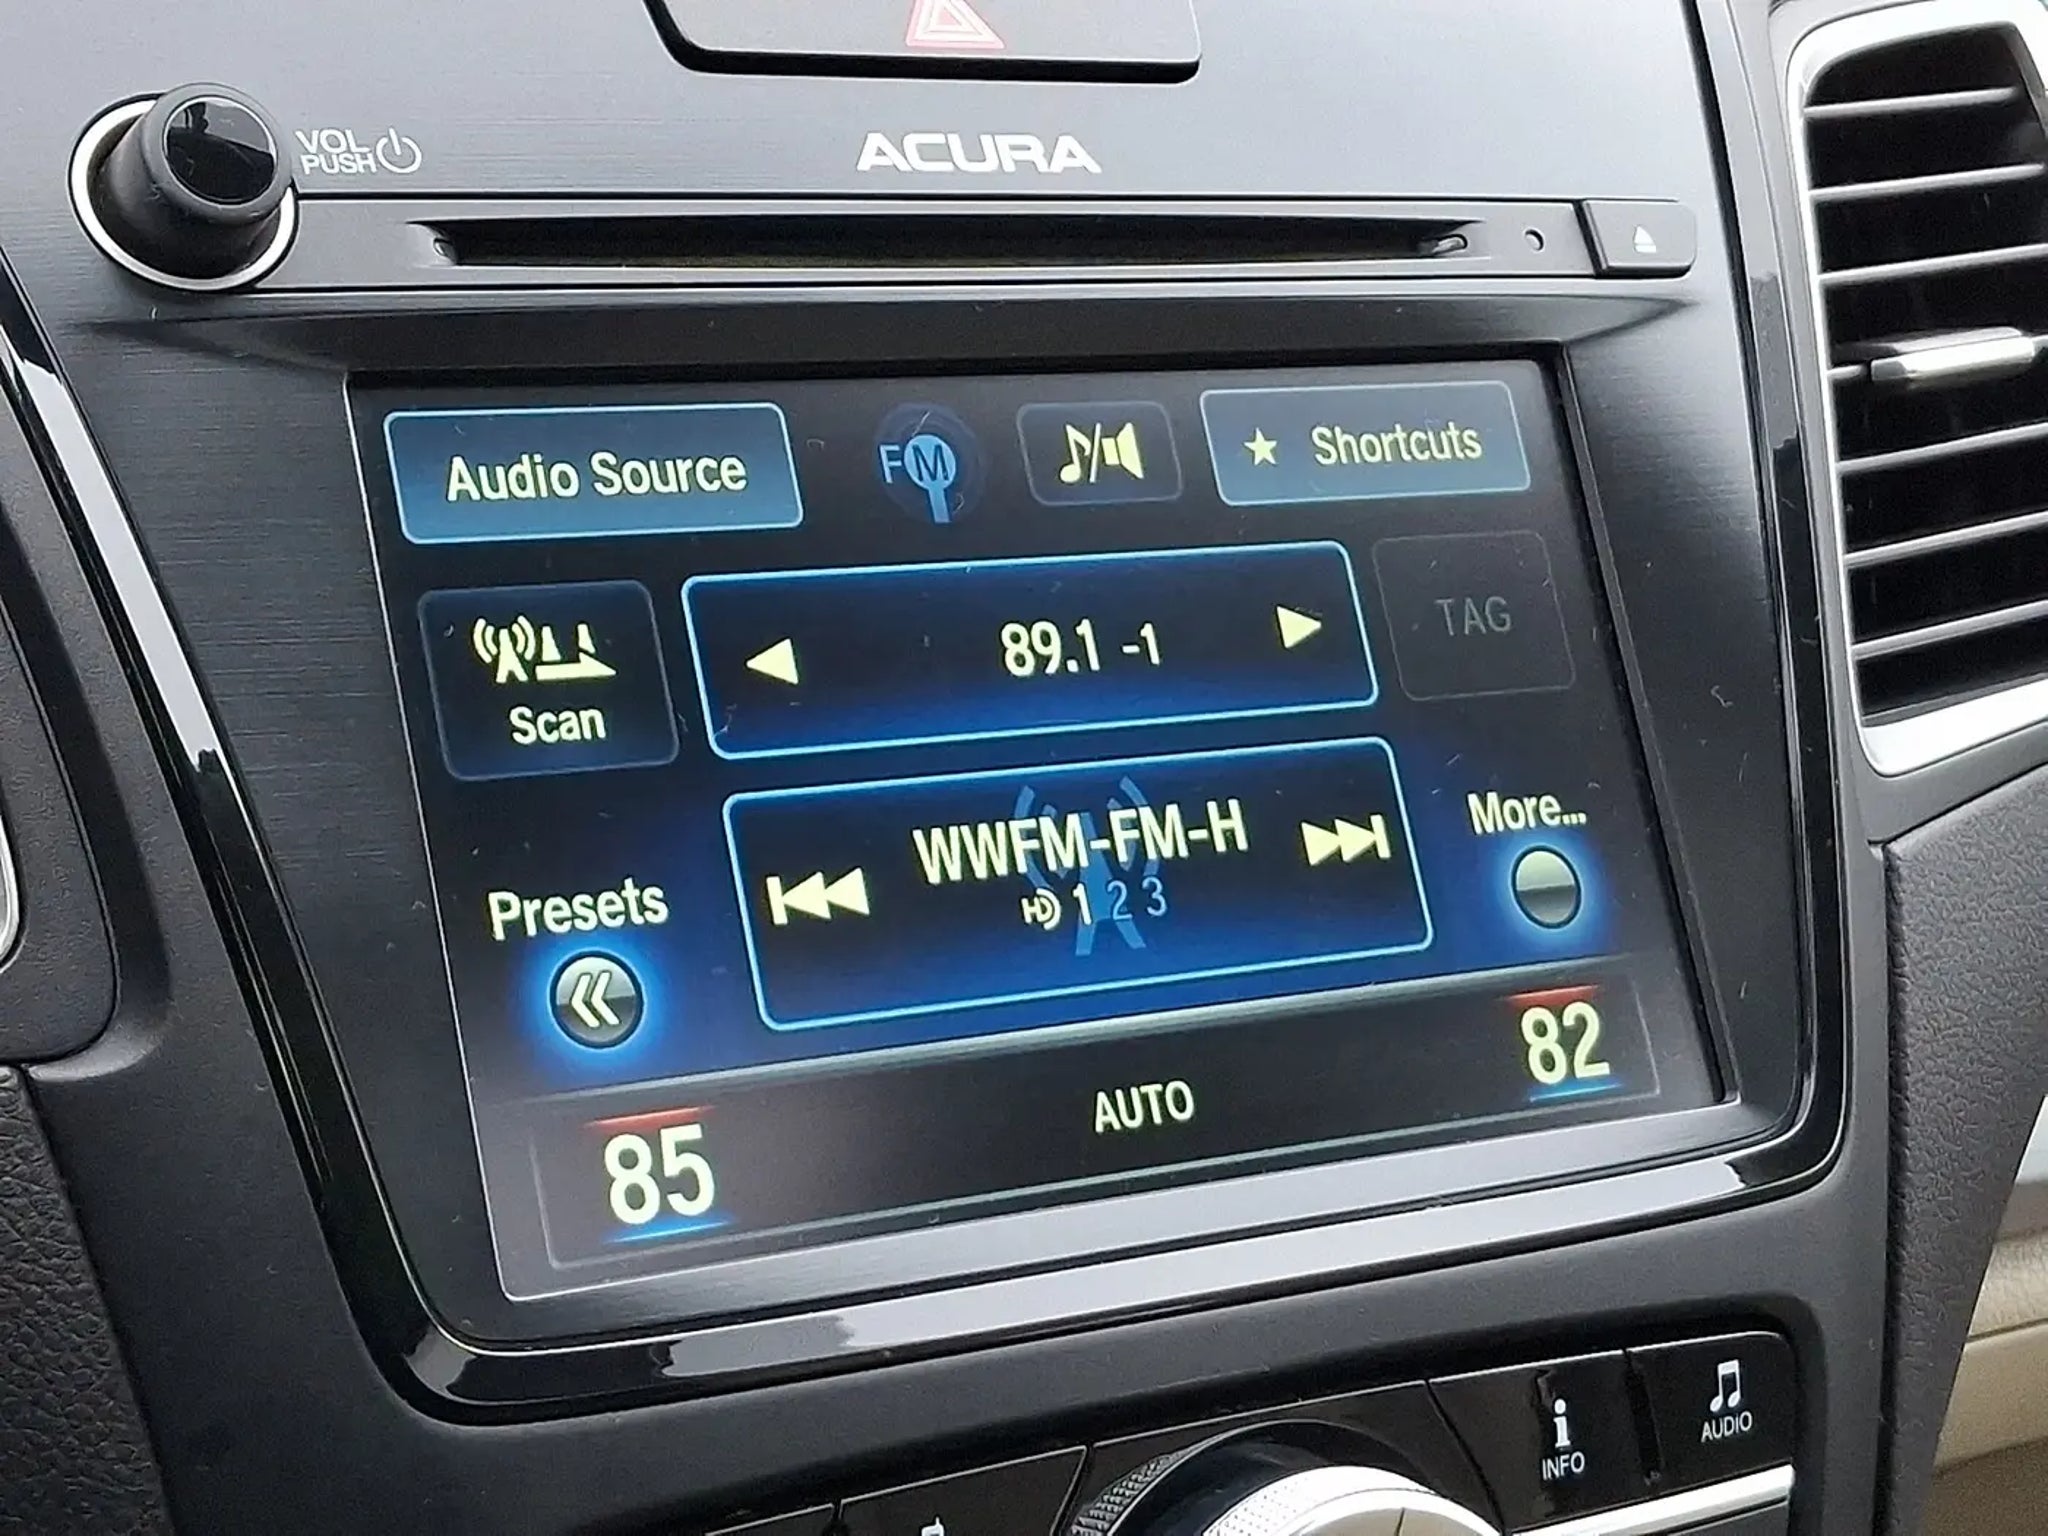 VOL
PUSH
ACURA
Audio Source
FM
Shortcuts
Scan
89.1 -1
TAG
WWFM-FM-H
HD 1 2 3
More...
Presets
85
AUTO
82
INFO
AUDIO